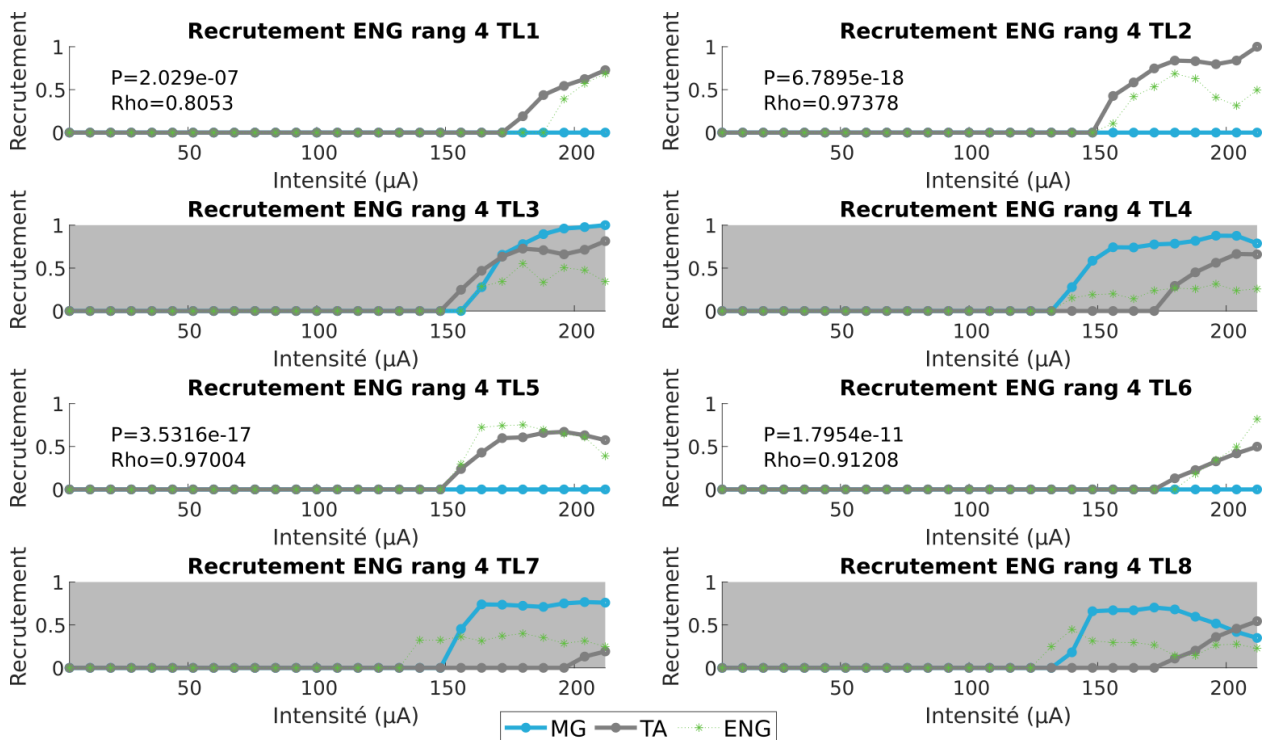 Recrutement ENG rang 4 TL1
Recrutement
1
0.5
0
P=2.029e-07
Rho=0.8053
50 100 150 200
Intensité (µA)
Recrutement ENG rang 4 TL2
Recrutement
1
0.5
0
P=6.7895e-18
Rho=0.97378
50 100 150 200
Intensité (µA)
Recrutement ENG rang 4 TL3
Recrutement
1
0.5
0
50 100 150 200
Intensité (µA)
Recrutement ENG rang 4 TL4
Recrutement
1
0.5
0
50 100 150 200
Intensité (µA)
Recrutement ENG rang 4 TL5
Recrutement
1
0.5
0
P=3.5316e-17
Rho=0.97004
50 100 150 200
Intensité (µA)
Recrutement ENG rang 4 TL6
Recrutement
1
0.5
0
P=1.7954e-11
Rho=0.91208
50 100 150 200
Intensité (µA)
Recrutement ENG rang 4 TL7
Recrutement
1
0.5
0
50 100 150 200
Intensité (µA)
Recrutement ENG rang 4 TL8
Recrutement
1
0.5
0
50 100 150 200
Intensité (µA)
MG TA ENG